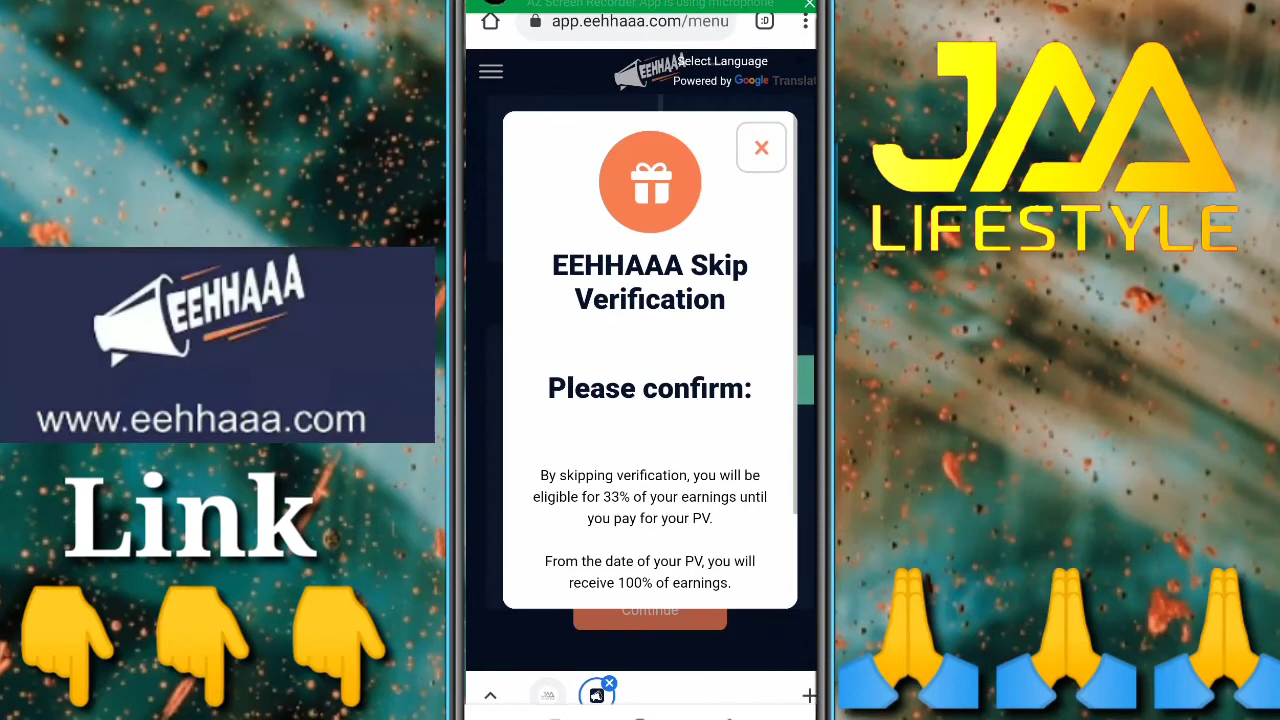 AZ Screen Recorder App is using microphone
app.eehhaaa.com/menu
:D
EEHHAAA
Select Language
Powered by Google Translat
EEHHAAA Skip
Verification
Please confirm:
By skipping verification, you will be
eligible for 33% of your earnings until
you pay for your PV.
From the date of your PV, you will
receive 100% of earnings.
Continue
JAA
EEHHAAA
www.eehhaaa.com
Link
JAA
LIFESTYLE